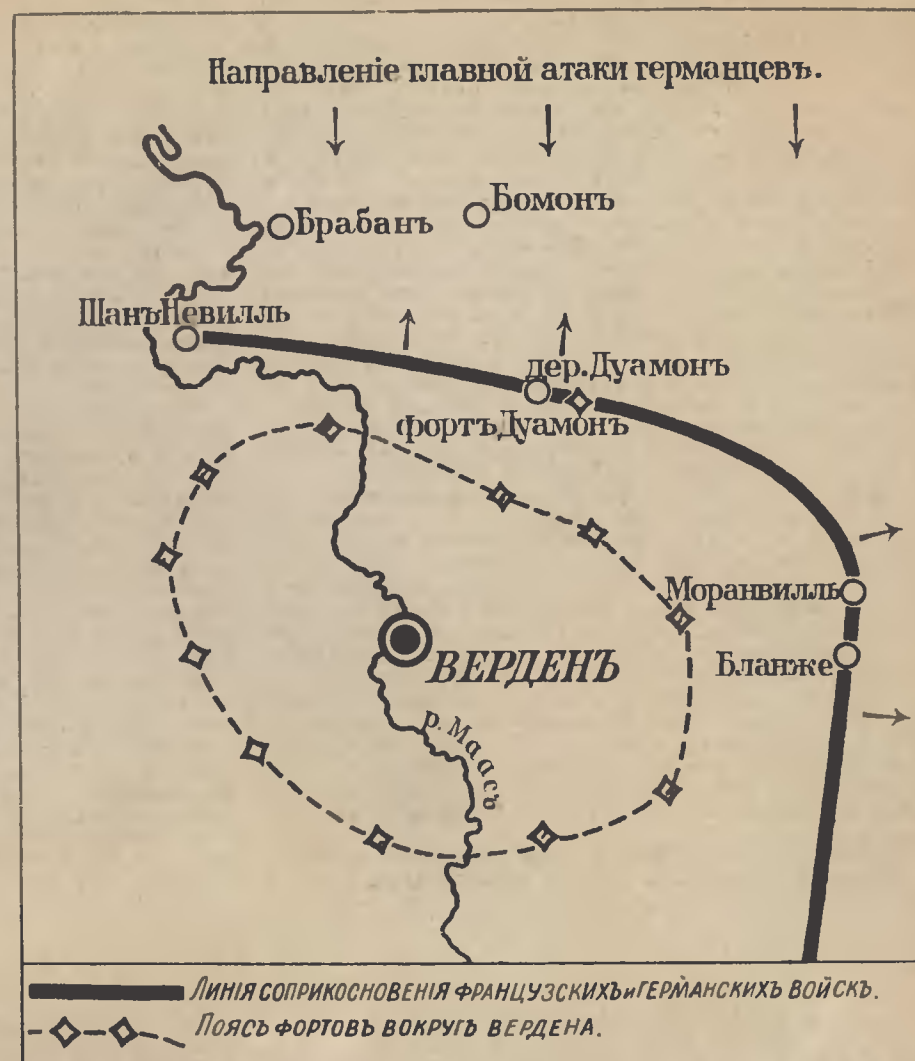 Направленіе главной атаки германцевъ.
Брабанъ
Бомонъ
ШанъНевилль
дер.Дуамонъ
фортъДуамонъ
Моранвилль
Бланже
ВЕРДЕНЪ
р. Маасъ
ЛИНІЯ СОПРИКОСНОВЕНІЯ ФРАНЦУЗСКИХЪ и ГЕРМАНСКИХЪ ВОЙСКЪ.
ПОЯСЪ ФОРТОВЪ ВОКРУГЪ ВЕРДЕНА.